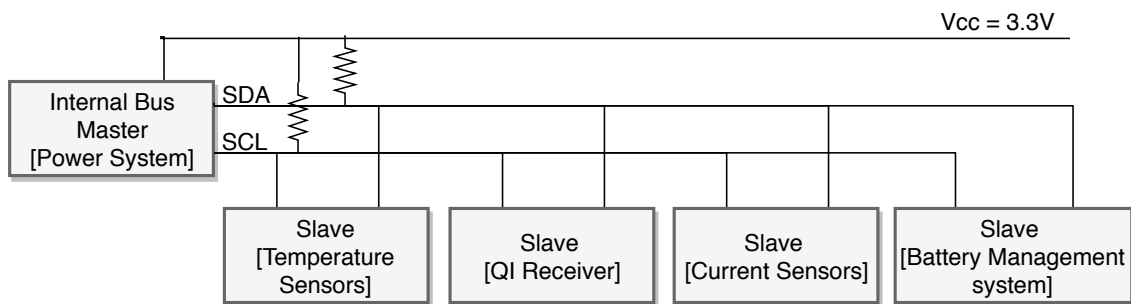 Vcc = 3.3V
Internal Bus
Master
[Power System]
SDA
SCL
Slave
[Temperature
Sensors]
Slave
[QI Receiver]
Slave
[Current Sensors]
Slave
[Battery Management
system]